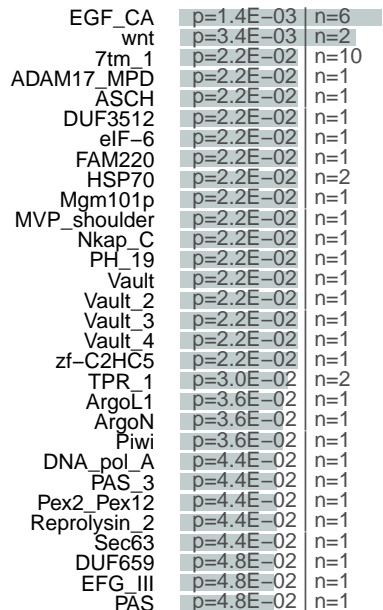 EGF_CA p=1.4E−03 n=6
wnt p=3.4E−03 n=2
7tm_1 p=2.2E−02 n=10
ADAM17_MPD p=2.2E−02 n=1
ASCH p=2.2E−02 n=1
DUF3512 p=2.2E−02 n=1
eIF−6 p=2.2E−02 n=1
FAM220 p=2.2E−02 n=1
HSP70 p=2.2E−02 n=2
Mgm101p p=2.2E−02 n=1
MVP_shoulder p=2.2E−02 n=1
Nkap_C p=2.2E−02 n=1
PH_19 p=2.2E−02 n=1
Vault p=2.2E−02 n=1
Vault_2 p=2.2E−02 n=1
Vault_3 p=2.2E−02 n=1
Vault_4 p=2.2E−02 n=1
zf−C2HC5 p=2.2E−02 n=1
TPR_1 p=3.0E−02 n=2
ArgoL1 p=3.6E−02 n=1
ArgoN p=3.6E−02 n=1
Piwi p=3.6E−02 n=1
DNA_pol_A p=4.4E−02 n=1
PAS_3 p=4.4E−02 n=1
Pex2_Pex12 p=4.4E−02 n=1
Reprolysin_2 p=4.4E−02 n=1
Sec63 p=4.4E−02 n=1
DUF659 p=4.8E−02 n=1
EFG_III p=4.8E−02 n=1
PAS p=4.8E−02 n=1